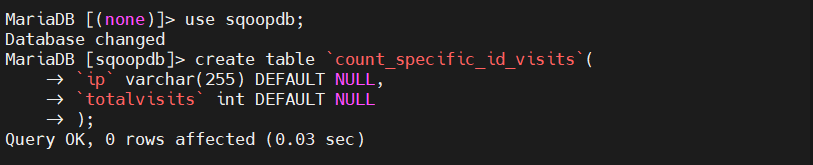 MariaDB [(none)]> use sqoopdb;
Database changed
MariaDB [sqoopdb]> create table `count_specific_id_visits`(
    → `ip` varchar(255) DEFAULT NULL,
    → `totalvisits` int DEFAULT NULL
    → );
Query OK, 0 rows affected (0.03 sec)